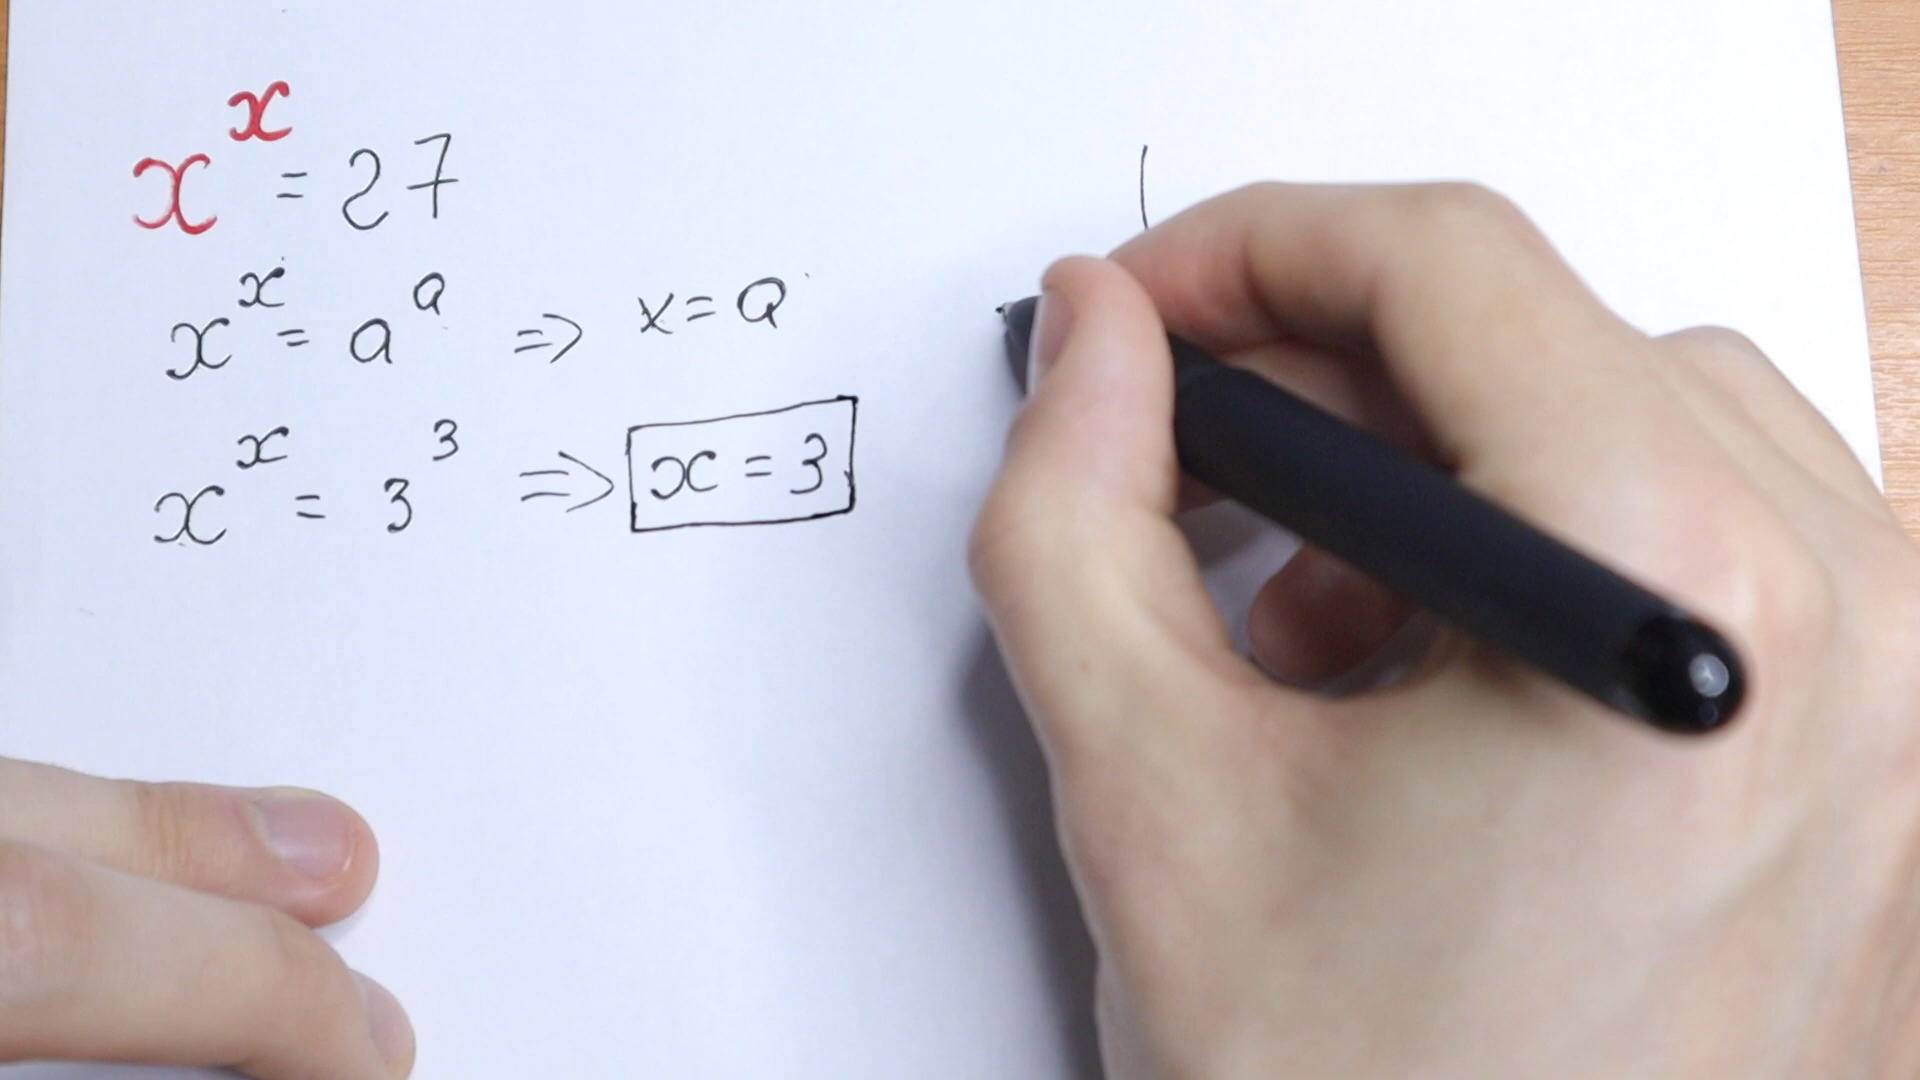 x^x = 27
x^x = a^a => x = a
x^x = 3^3 => x = 3